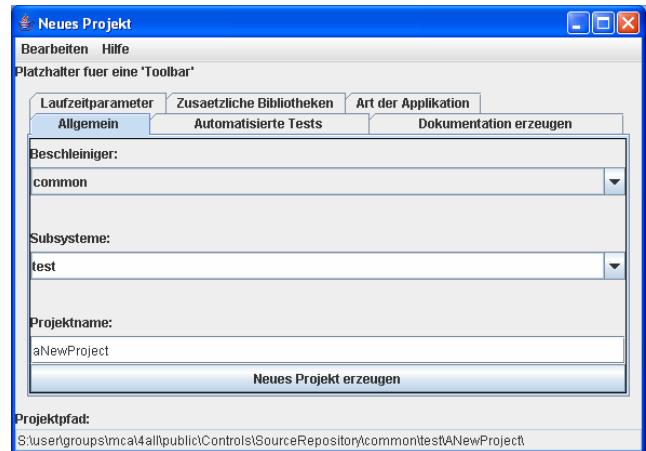 Neues Projekt
Bearbeiten Hilfe
Platzhalter fuer eine 'Toolbar'
Laufzeitparameter Zusaetzliche Bibliotheken Art der Applikation
Allgemein Automatisierte Tests Dokumentation erzeugen
Beschleiniger:
common
Subsysteme:
test
Projektname:
aNewProject
Neues Projekt erzeugen
Projektpfad:
S:\user\groups\mca\4all\public\Controls\SourceRepository\common\test\ANewProject\